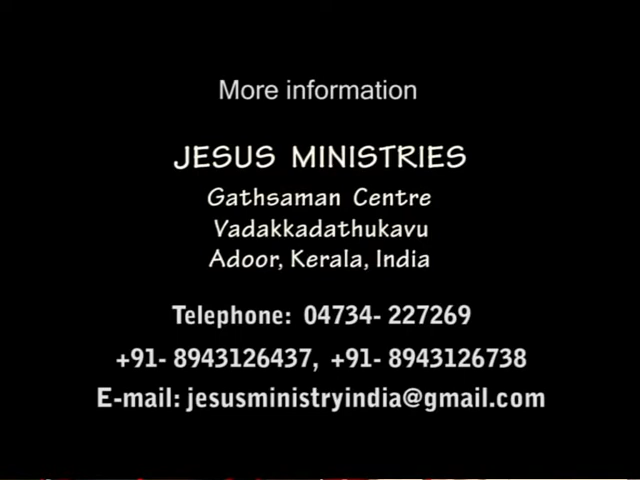 More information
JESUS MINISTRIES
Gathsaman Centre
Vadakkadathukavu
Adoor, Kerala, India
Telephone: 04734- 227269
+91- 8943126437, +91- 8943126738
E-mail: jesusministryindia@gmail.com